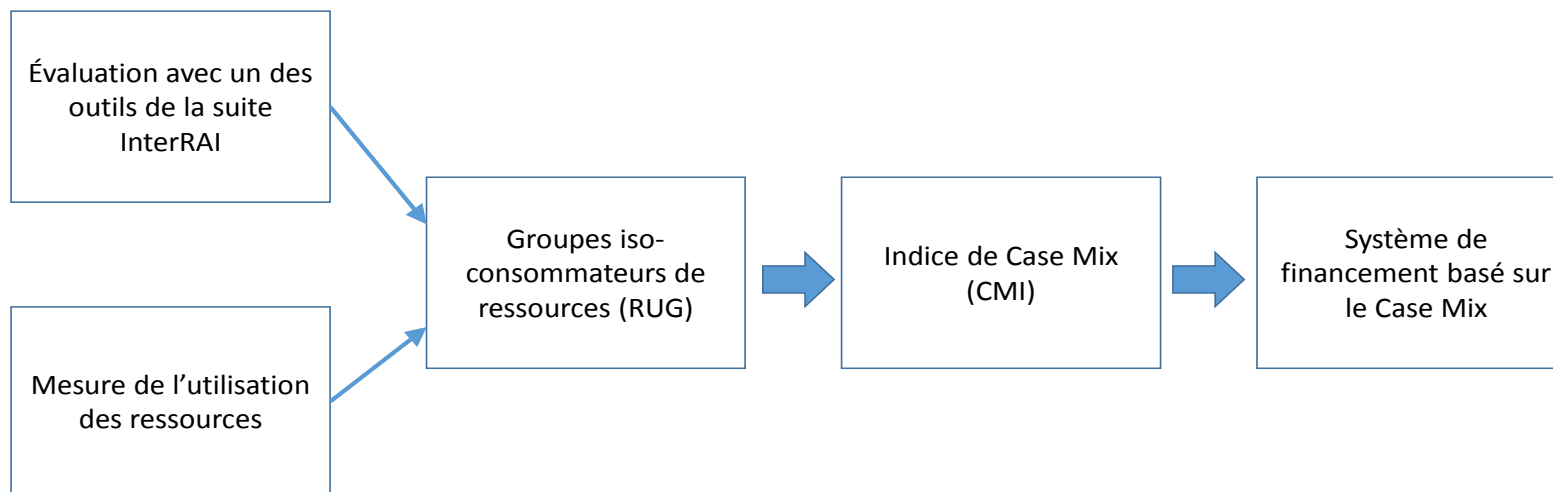 Évaluation avec un des
outils de la suite
InterRAI
Mesure de l’utilisation
des ressources
Groupes iso-
consommateurs de
ressources (RUG)
Indice de Case Mix
(CMI)
Système de
financement basé sur
le Case Mix